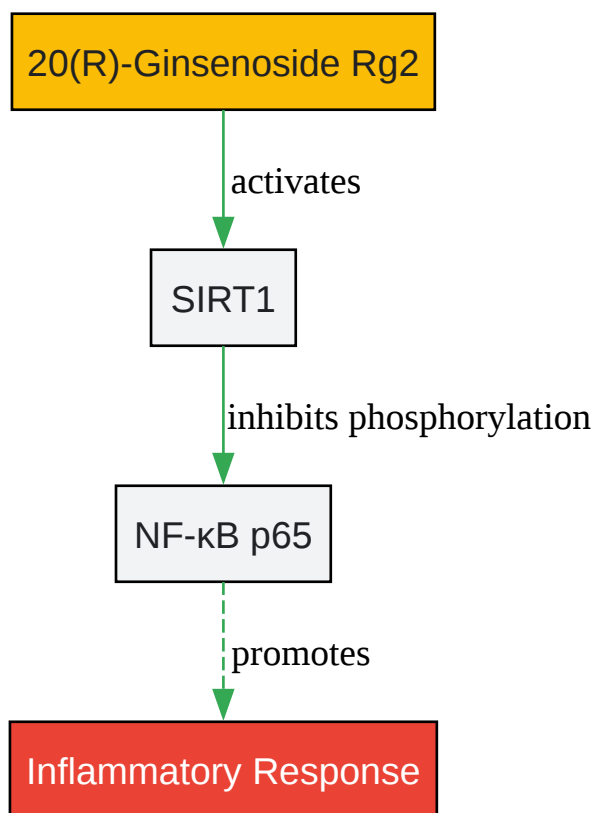 20(R)-Ginsenoside Rg2
activates
SIRT1
inhibits phosphorylation
NF-κB p65
promotes
Inflammatory Response